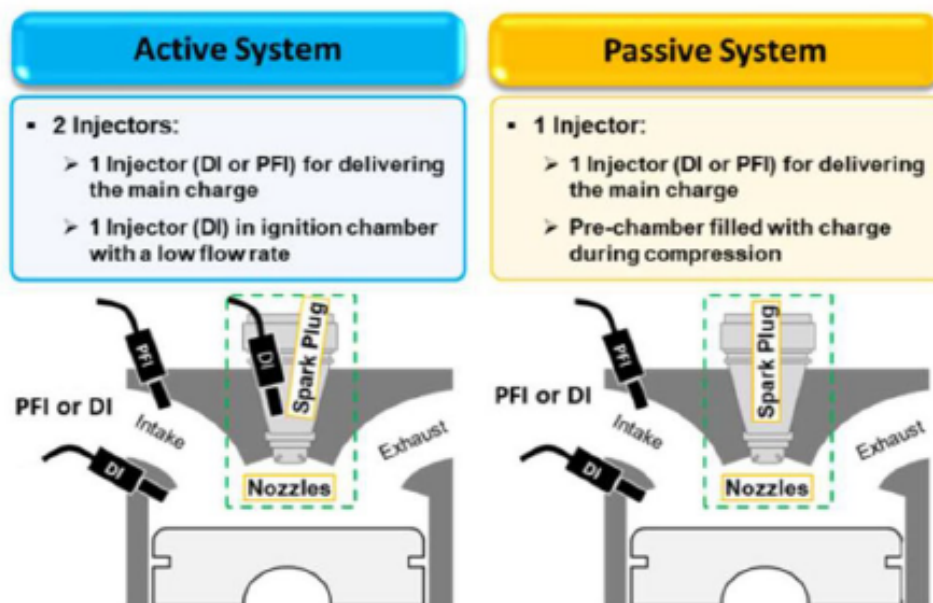 Active System
▪ 2 Injectors:
➢ 1 Injector (DI or PFI) for delivering
the main charge
➢ 1 Injector (DI) in ignition chamber
with a low flow rate
PFI
DI
Spark Plug
PFI or DI
Intake
Exhaust
DI
Nozzles
Passive System
▪ 1 Injector:
➢ 1 Injector (DI or PFI) for delivering
the main charge
➢ Pre-chamber filled with charge
during compression
PFI
Spark Plug
PFI or DI
Intake
Exhaust
DI
Nozzles